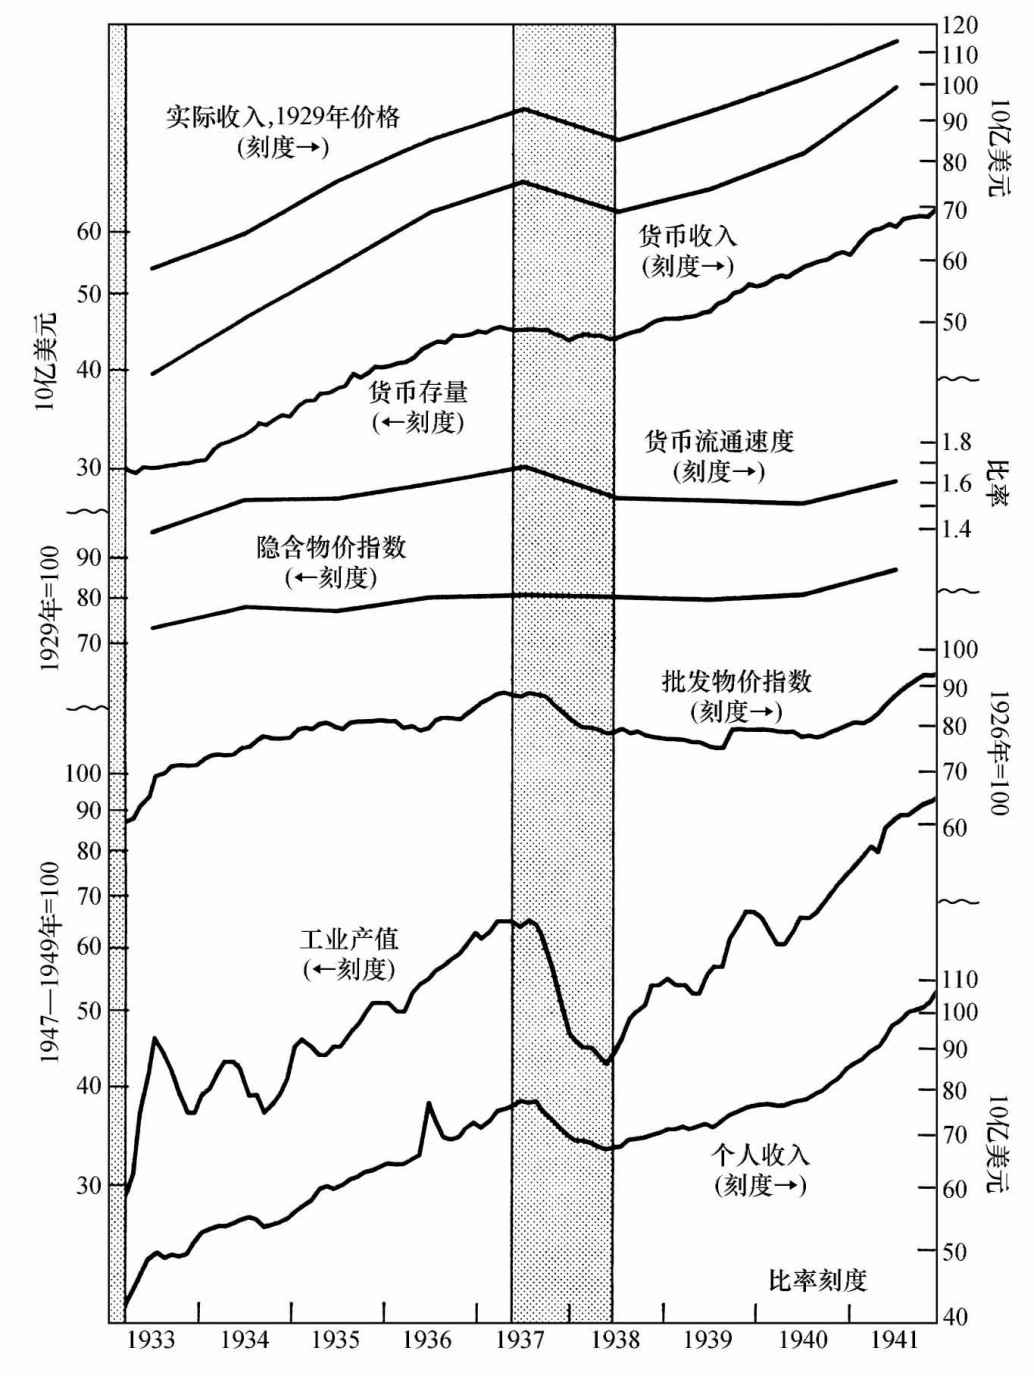 120
110
100
90
80
70
60
50
10亿美元
实际收入,1929年价格
(刻度→)
60
50
40
30
10亿美元
货币收入
(刻度→)
货币存量
(←刻度)
货币流通速度
(刻度→)
1.8
1.6
1.4
比率
隐含物价指数
(←刻度)
90
80
70
1929年=100
批发物价指数
(刻度→)
100
90
80
70
60
1926年=100
100
90
80
70
60
50
40
30
1947—1949年=100
工业产值
(←刻度)
110
100
90
80
70
60
50
40
10亿美元
个人收入
(刻度→)
比率刻度
1933 1934 1935 1936 1937 1938 1939 1940 1941